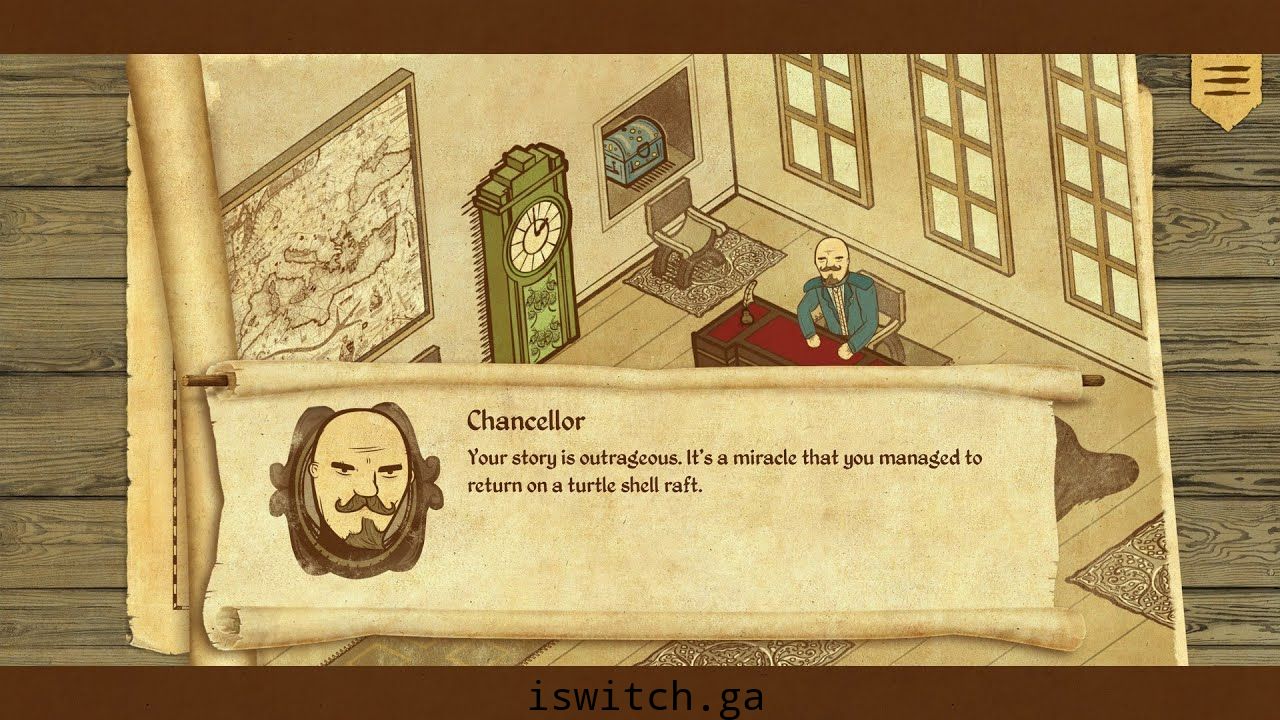 Chancellor
Your story is outrageous. It's a miracle that you managed to
return on a turtle shell raft.
iswitch.ga